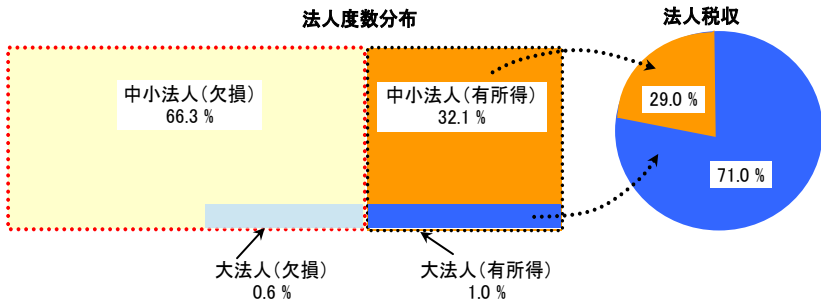 法人度数分布
法人税収
中小法人（欠損）
66.3 %
中小法人（有所得）
32.1 %
29.0 %
71.0 %
大法人（欠損）
0.6 %
大法人（有所得）
1.0 %